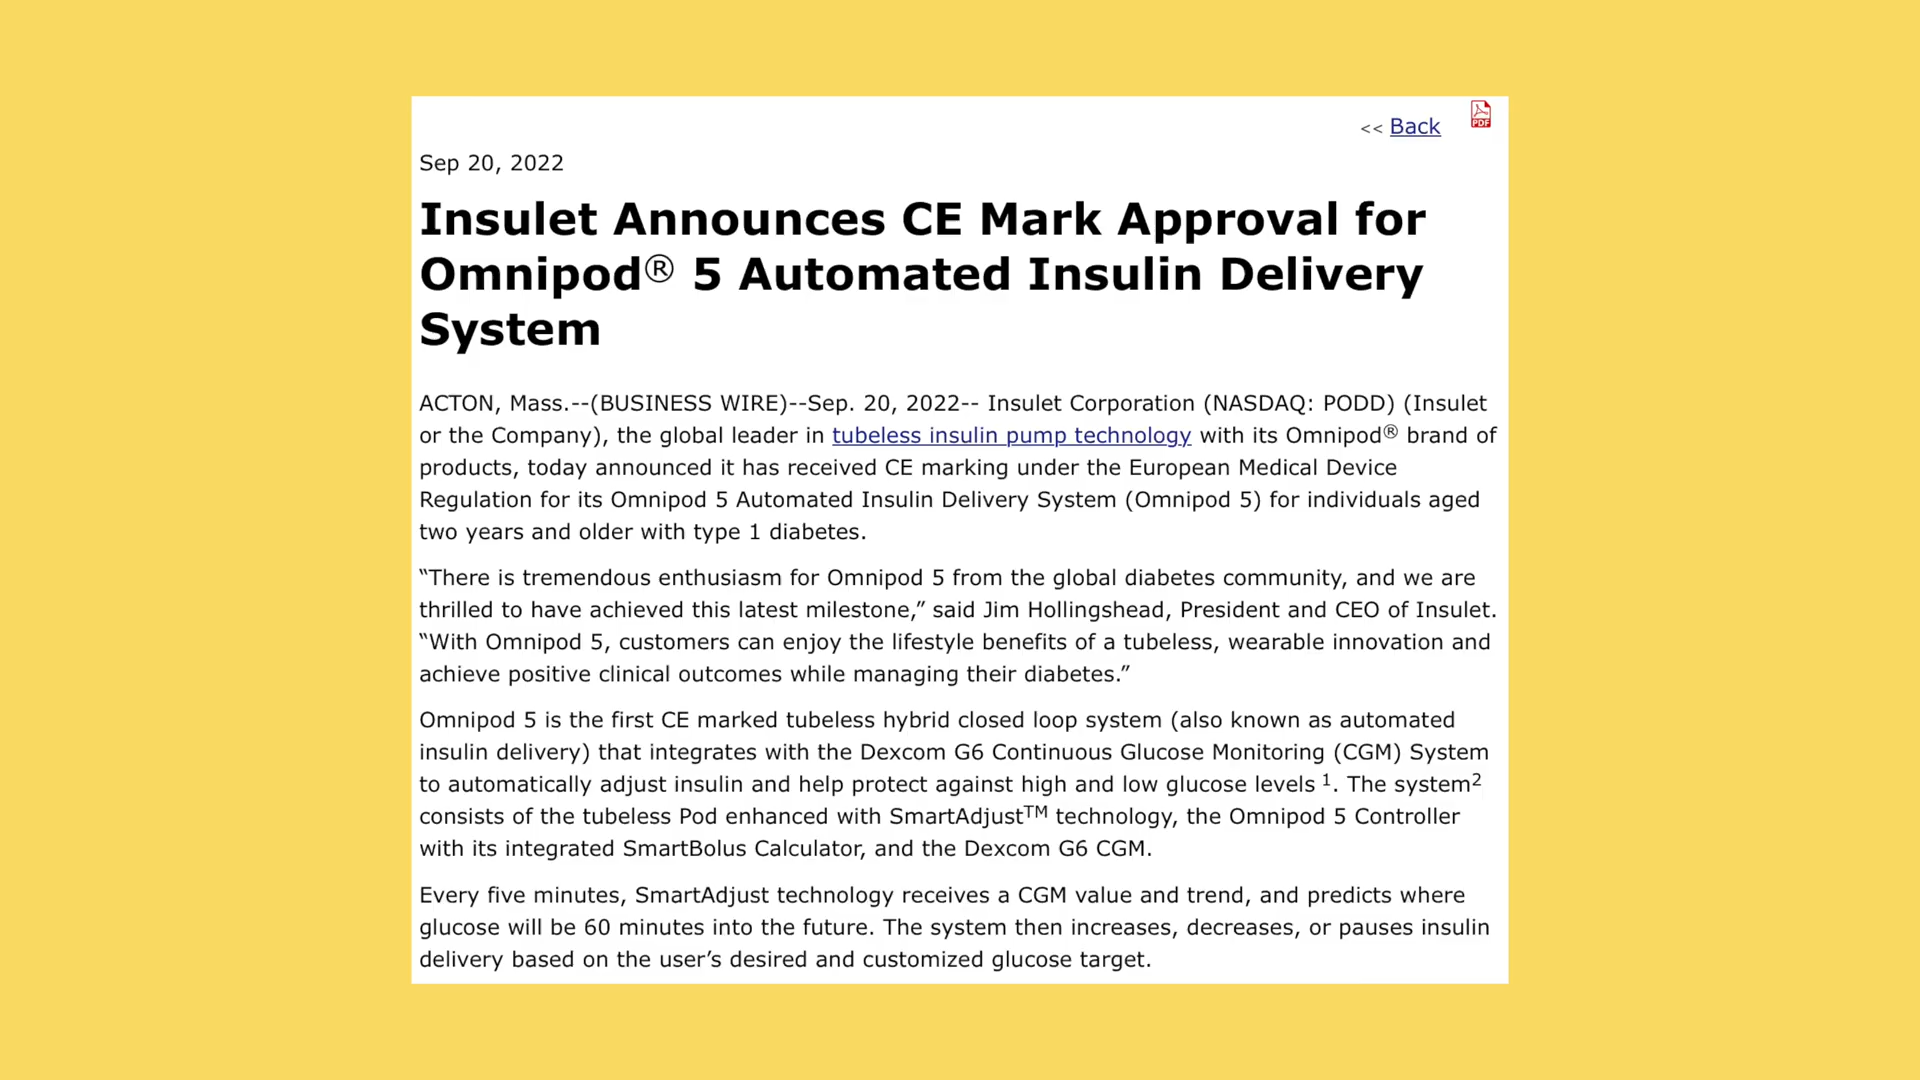 << Back
PDF
Sep 20, 2022
Insulet Announces CE Mark Approval for
Omnipod® 5 Automated Insulin Delivery
System
ACTON, Mass.--(BUSINESS WIRE)--Sep. 20, 2022-- Insulet Corporation (NASDAQ: PODD) (Insulet
or the Company), the global leader in tubeless insulin pump technology with its Omnipod® brand of
products, today announced it has received CE marking under the European Medical Device
Regulation for its Omnipod 5 Automated Insulin Delivery System (Omnipod 5) for individuals aged
two years and older with type 1 diabetes.
“There is tremendous enthusiasm for Omnipod 5 from the global diabetes community, and we are
thrilled to have achieved this latest milestone,” said Jim Hollingshead, President and CEO of Insulet.
“With Omnipod 5, customers can enjoy the lifestyle benefits of a tubeless, wearable innovation and
achieve positive clinical outcomes while managing their diabetes.”
Omnipod 5 is the first CE marked tubeless hybrid closed loop system (also known as automated
insulin delivery) that integrates with the Dexcom G6 Continuous Glucose Monitoring (CGM) System
to automatically adjust insulin and help protect against high and low glucose levels ¹. The system²
consists of the tubeless Pod enhanced with SmartAdjust™ technology, the Omnipod 5 Controller
with its integrated SmartBolus Calculator, and the Dexcom G6 CGM.
Every five minutes, SmartAdjust technology receives a CGM value and trend, and predicts where
glucose will be 60 minutes into the future. The system then increases, decreases, or pauses insulin
delivery based on the user’s desired and customized glucose target.